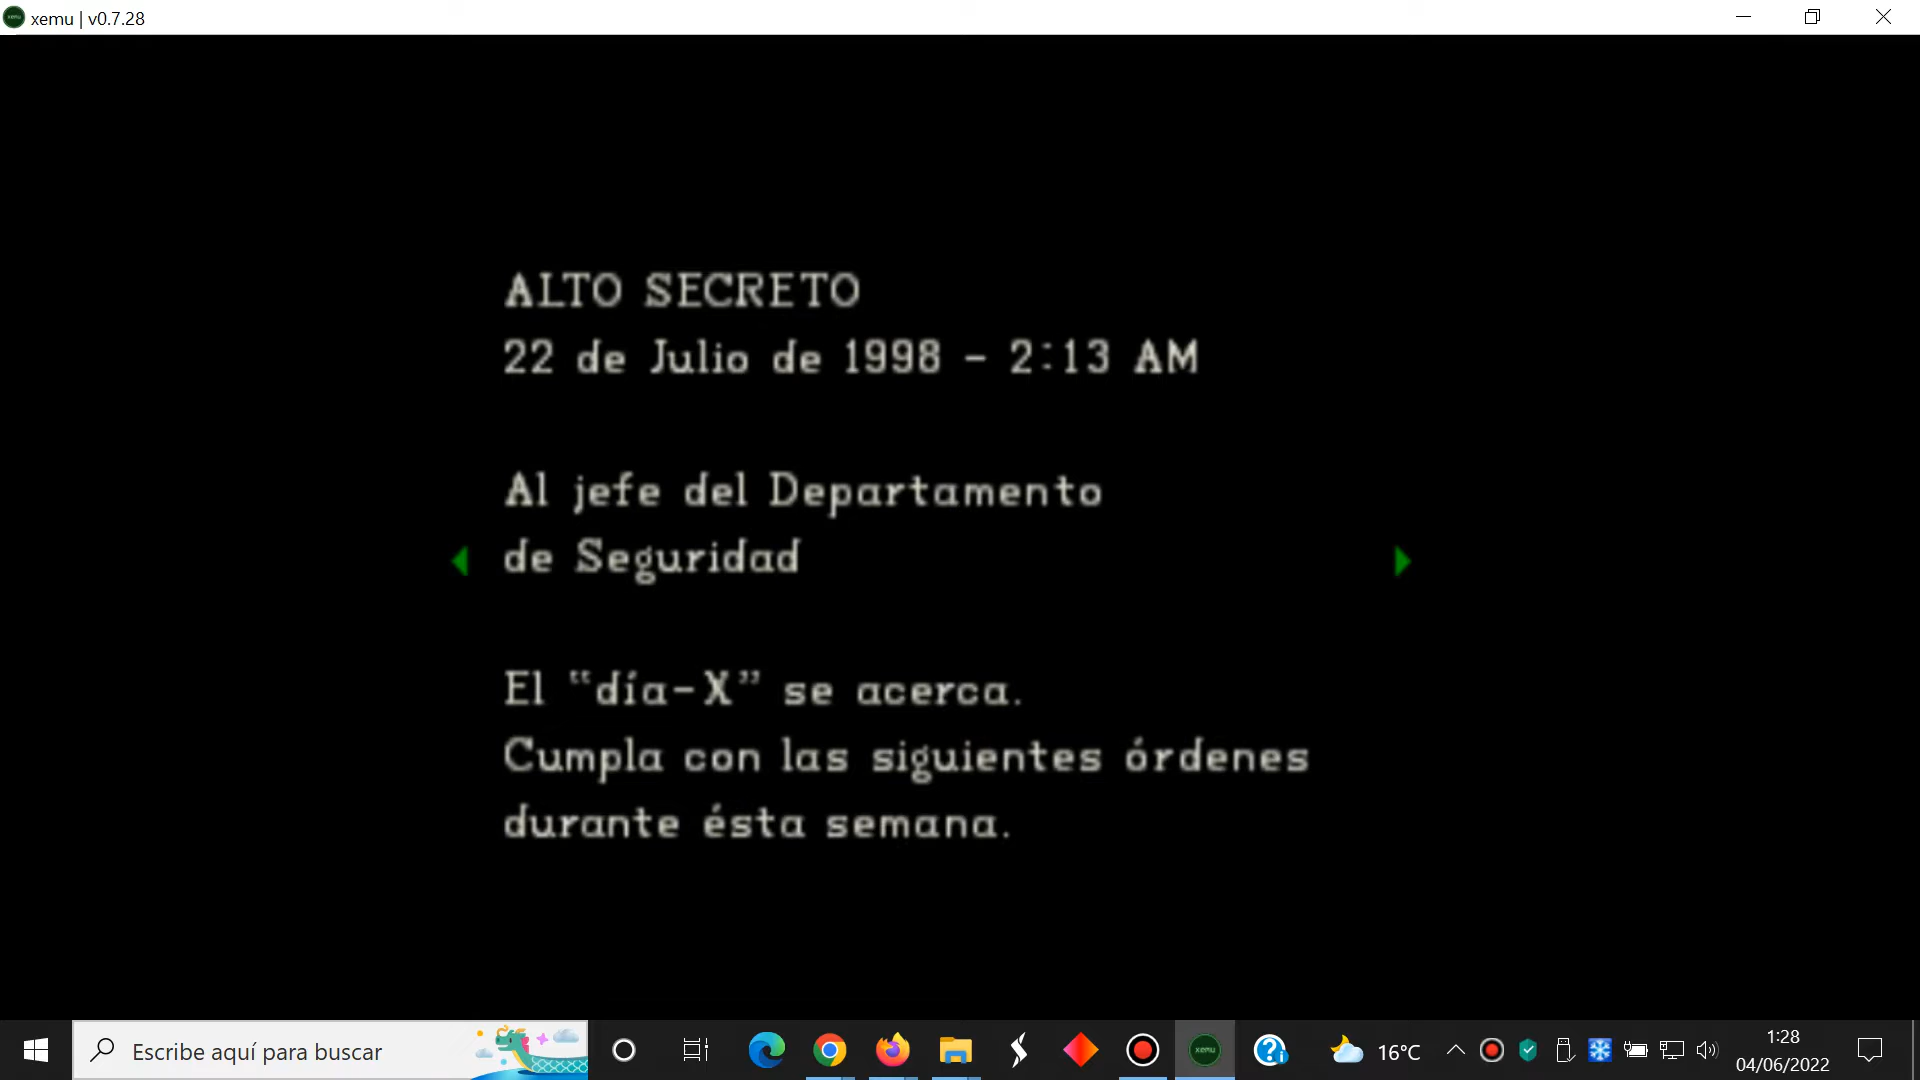 xemu | v0.7.28
ALTO SECRETO
22 de Julio de 1998 - 2:13 AM
Al jefe del Departamento
de Seguridad
El “día-X” se acerca.
Cumpla con las siguientes órdenes
durante ésta semana.
Escribe aquí para buscar
xemu
16°C
1:28
04/06/2022